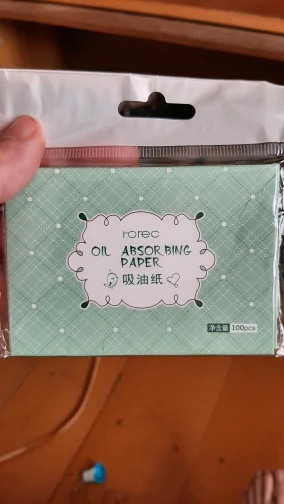 rorec
OIL ABSORBING
PAPER
吸油纸
净含量 100pcs